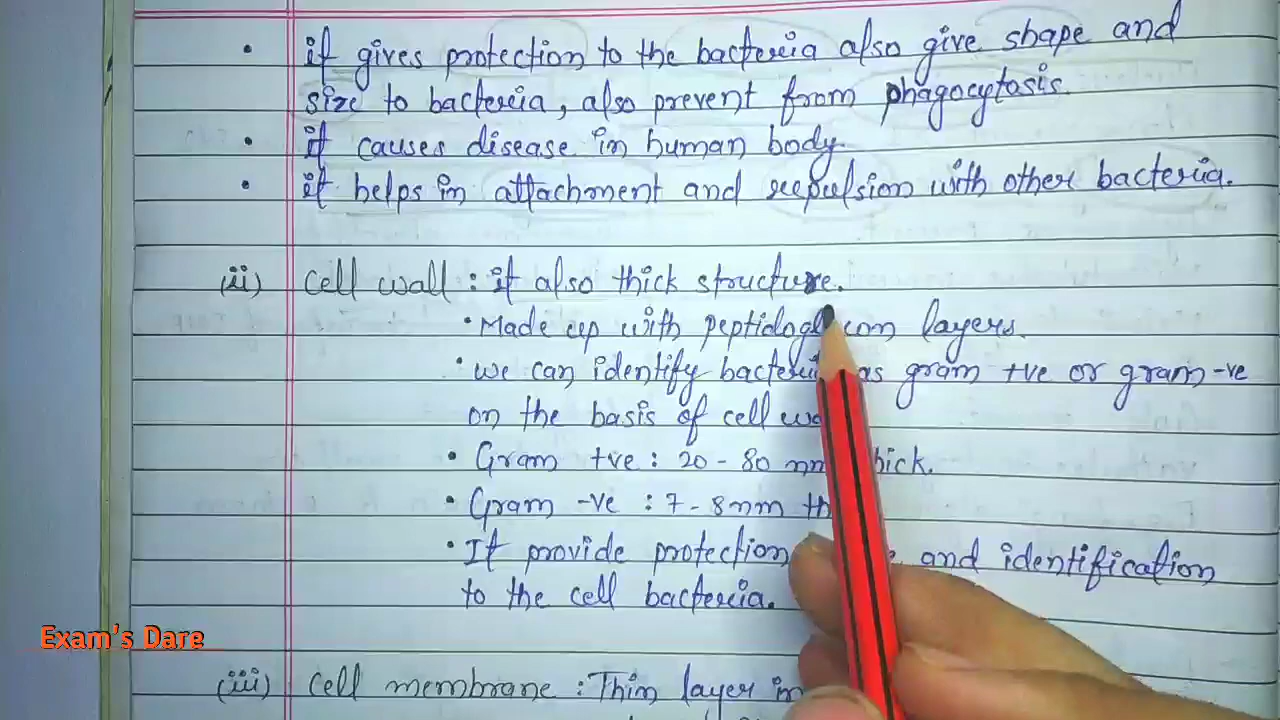 • it gives protection to the bacteria also give shape and
size to bacteria, also prevent from phagocytosis.
• it causes disease in human body.
• it helps in attachment and repulsion with other bacteria.
(ii) cell wall : it also thick structure.
• Made up with layers.
• we can identify as gram +ve or gram -ve
on the basis of cell
• Gram +ve : 20 - 80
• Gram -ve : 7 - 8nm
• It provide protection and identification
to the cell bacteria.
Exam's Dare
(iii) cell membrane : Thin layer